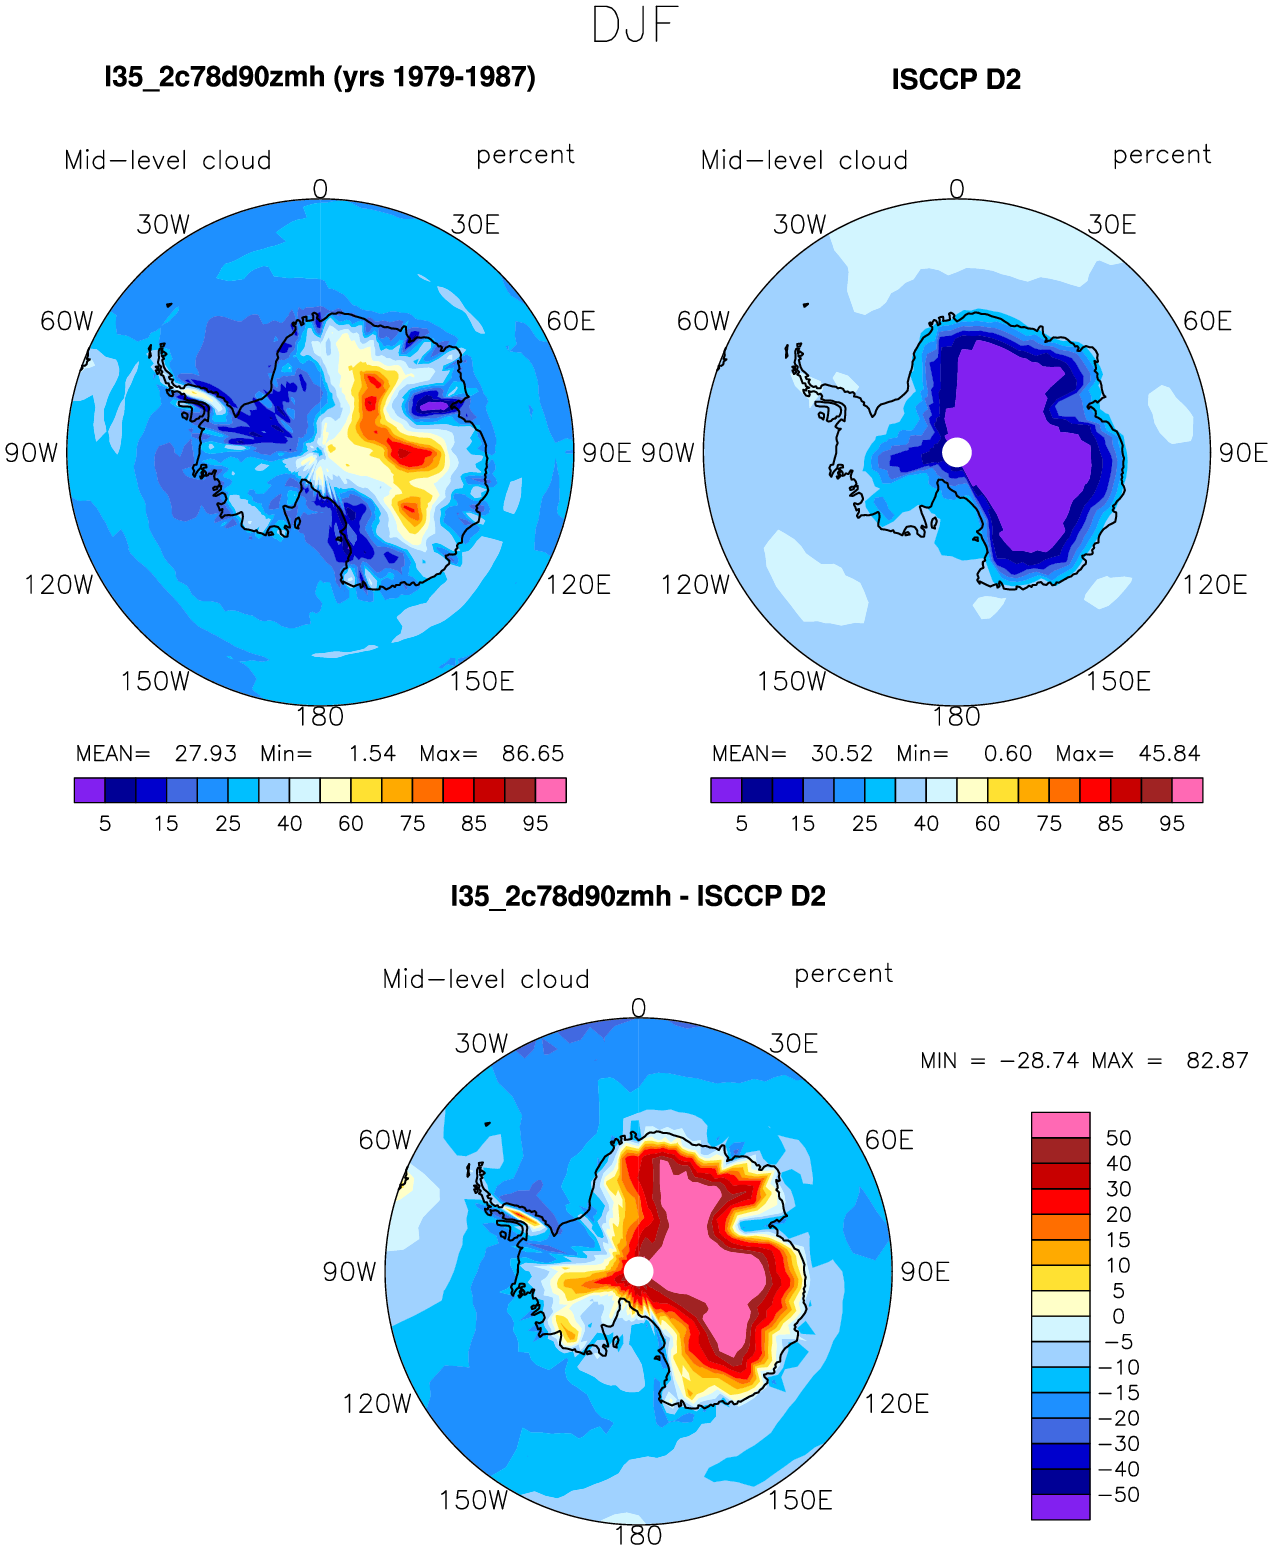 DJF
I35_2c78d90zmh (yrs 1979-1987)
Mid-level cloud percent
0
30W 30E
60W 60E
90W 90E
120W 120E
150W 150E
180
MEAN= 27.93 Min= 1.54 Max= 86.65
5 15 25 40 60 75 85 95
ISCCP D2
Mid-level cloud percent
0
30W 30E
60W 60E
90W 90E
120W 120E
150W 150E
180
MEAN= 30.52 Min= 0.60 Max= 45.84
5 15 25 40 60 75 85 95
I35_2c78d90zmh - ISCCP D2
Mid-level cloud percent
0
30W 30E
60W 60E
90W 90E
120W 120E
150W 150E
180
MIN = -28.74 MAX = 82.87
50
40
30
20
15
10
5
0
-5
-10
-15
-20
-30
-40
-50